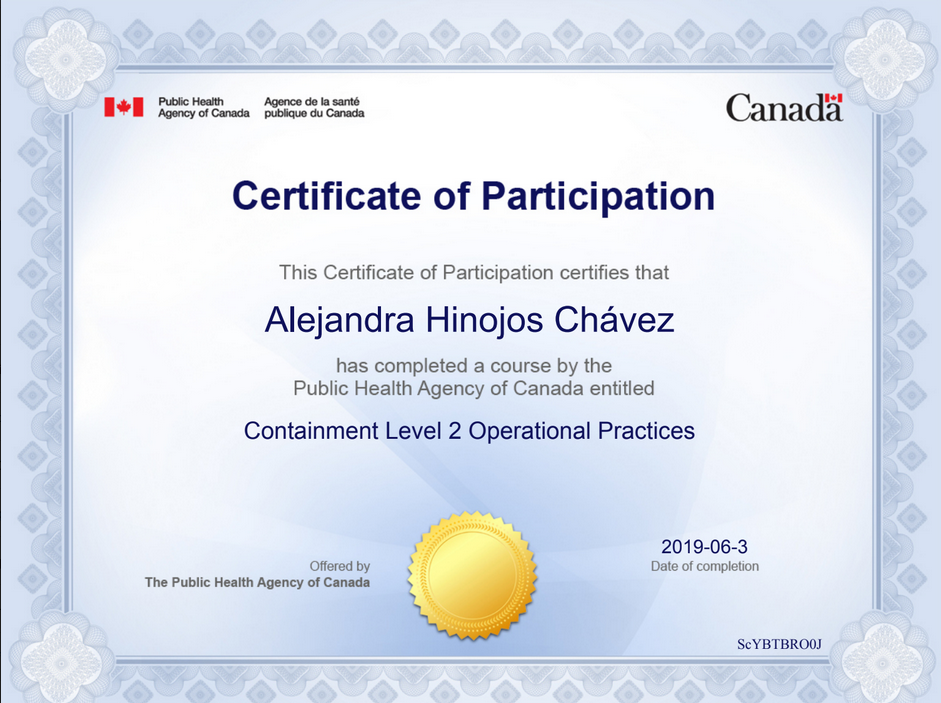 Public Health Agence de la santé
Agency of Canada publique du Canada
Canada
Certificate of Participation
This Certificate of Participation certifies that
Alejandra Hinojos Chávez
has completed a course by the
Public Health Agency of Canada entitled
Containment Level 2 Operational Practices
Offered by
The Public Health Agency of Canada
2019-06-3
Date of completion
ScYBTBRO0J